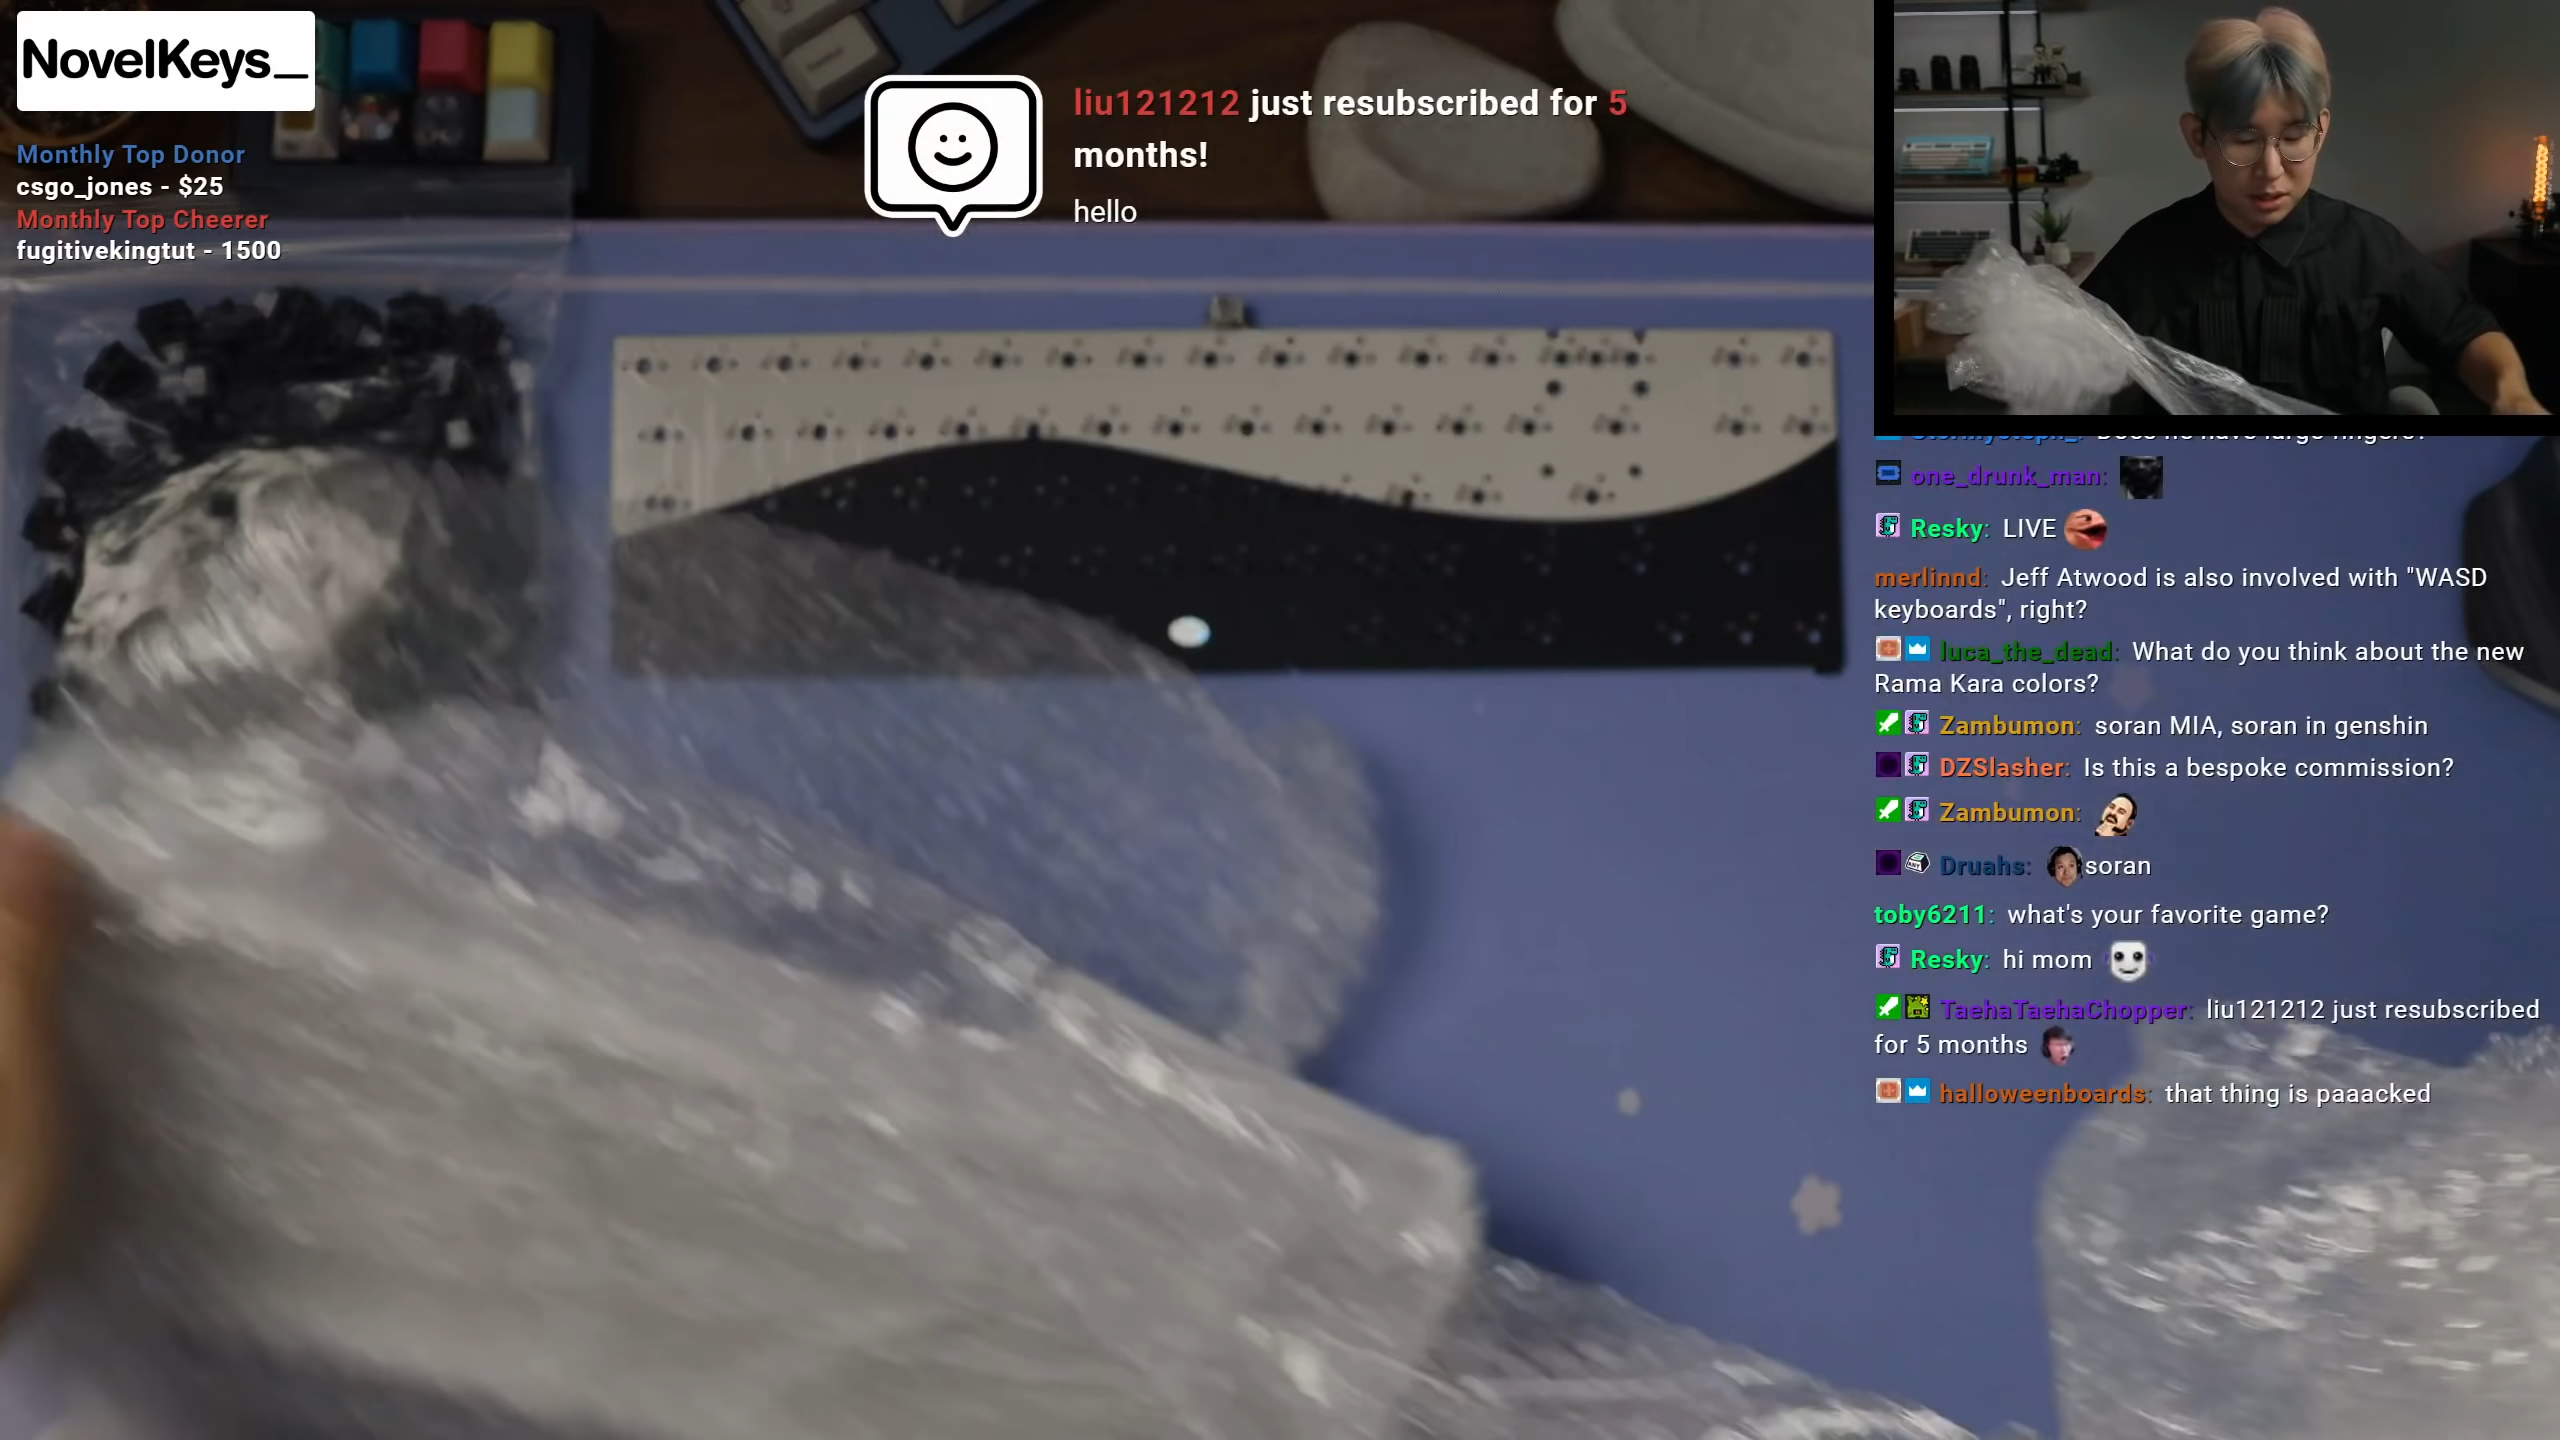 NovelKeys_
Monthly Top Donor
csgo_jones - $25
Monthly Top Cheerer
fugitivekingtut - 1500
liu121212 just resubscribed for 5
months!
hello
one_drunk_man:
Resky: LIVE
merlinnd: Jeff Atwood is also involved with "WASD
keyboards", right?
luca_the_dead: What do you think about the new
Rama Kara colors?
Zambumon: soran MIA, soran in genshin
DZSlasher: Is this a bespoke commission?
Zambumon:
Druahs: soran
toby6211: what's your favorite game?
Resky: hi mom
TaehaTaehaChopper: liu121212 just resubscribed
for 5 months
halloweenboards: that thing is paaacked